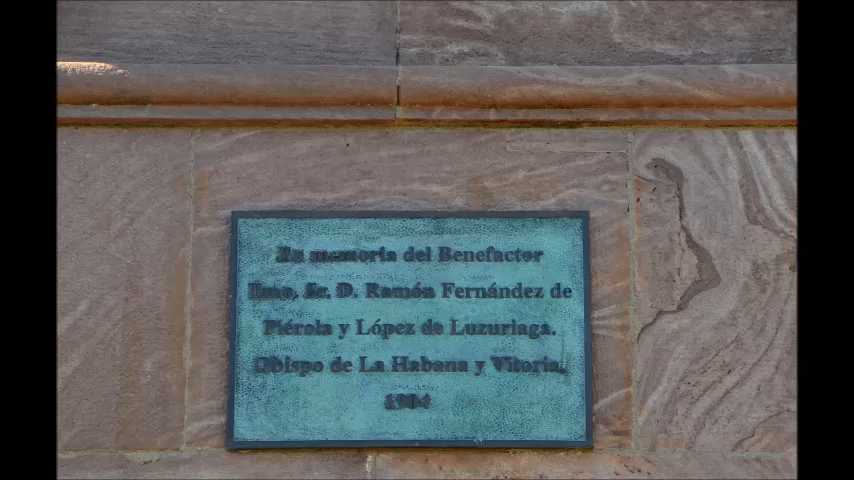 En memoria del Benefactor
Ilmo. Sr. D. Ramón Fernández de
Piérola y López de Luzuriaga.
Obispo de La Habana y Vitoria.
1904